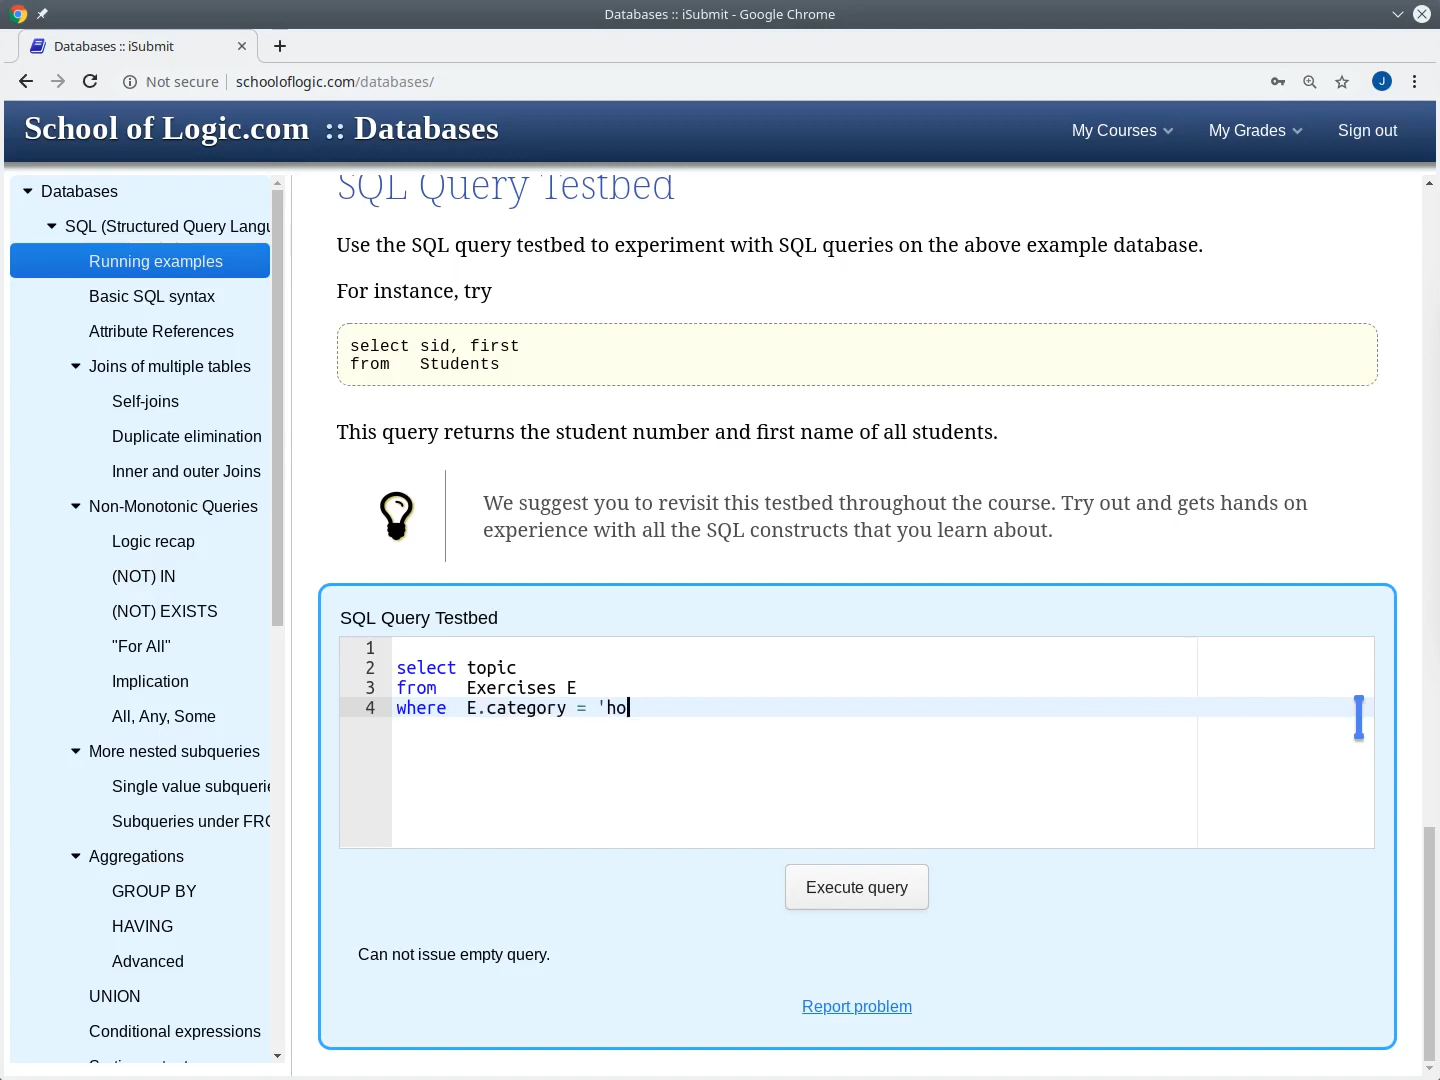 Databases :: iSubmit - Google Chrome
Databases :: iSubmit
Not secure
schooloflogic.com/databases/
J
School of Logic.com :: Databases
My Courses
My Grades
Sign out
Databases
SQL (Structured Query Langu
Running examples
Basic SQL syntax
Attribute References
Joins of multiple tables
Self-joins
Duplicate elimination
Inner and outer Joins
Non-Monotonic Queries
Logic recap
(NOT) IN
(NOT) EXISTS
"For All"
Implication
All, Any, Some
More nested subqueries
Single value subquerie
Subqueries under FRO
Aggregations
GROUP BY
HAVING
Advanced
UNION
Conditional expressions
SQL Query Testbed
Use the SQL query testbed to experiment with SQL queries on the above example database.
For instance, try
select sid, first
from   Students
This query returns the student number and first name of all students.
We suggest you to revisit this testbed throughout the course. Try out and gets hands on
experience with all the SQL constructs that you learn about.
SQL Query Testbed
1
2 select topic
3 from   Exercises E
4 where  E.category = 'ho
Execute query
Can not issue empty query.
Report problem